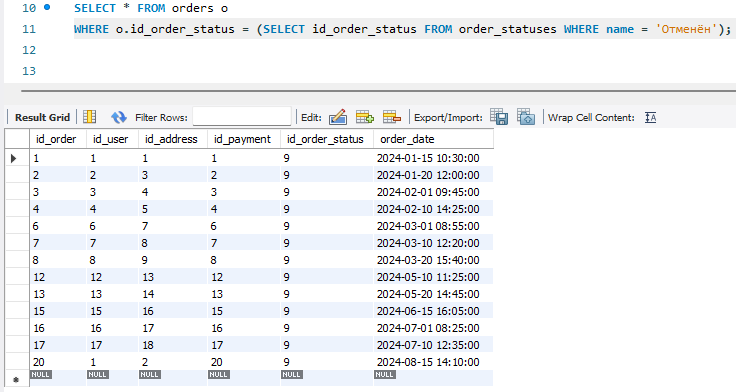 10 SELECT * FROM orders o
11 WHERE o.id_order_status = (SELECT id_order_status FROM order_statuses WHERE name = 'Отменён');
12
13
Result Grid Filter Rows: Edit: Export/Import: Wrap Cell Content: IA
id_order id_user id_address id_payment id_order_status order_date
1 1 1 1 9 2024-01-15 10:30:00
2 2 3 2 9 2024-01-20 12:00:00
3 3 4 3 9 2024-02-01 09:45:00
4 4 5 4 9 2024-02-10 14:25:00
6 6 7 6 9 2024-03-01 08:55:00
7 7 8 7 9 2024-03-10 12:20:00
8 8 9 8 9 2024-03-20 15:40:00
12 12 13 12 9 2024-05-10 11:25:00
13 13 14 13 9 2024-05-20 14:45:00
15 15 16 15 9 2024-06-15 16:05:00
16 16 17 16 9 2024-07-01 08:25:00
17 17 18 17 9 2024-07-10 12:35:00
20 1 2 20 9 2024-08-15 14:10:00
NULL NULL NULL NULL NULL NULL